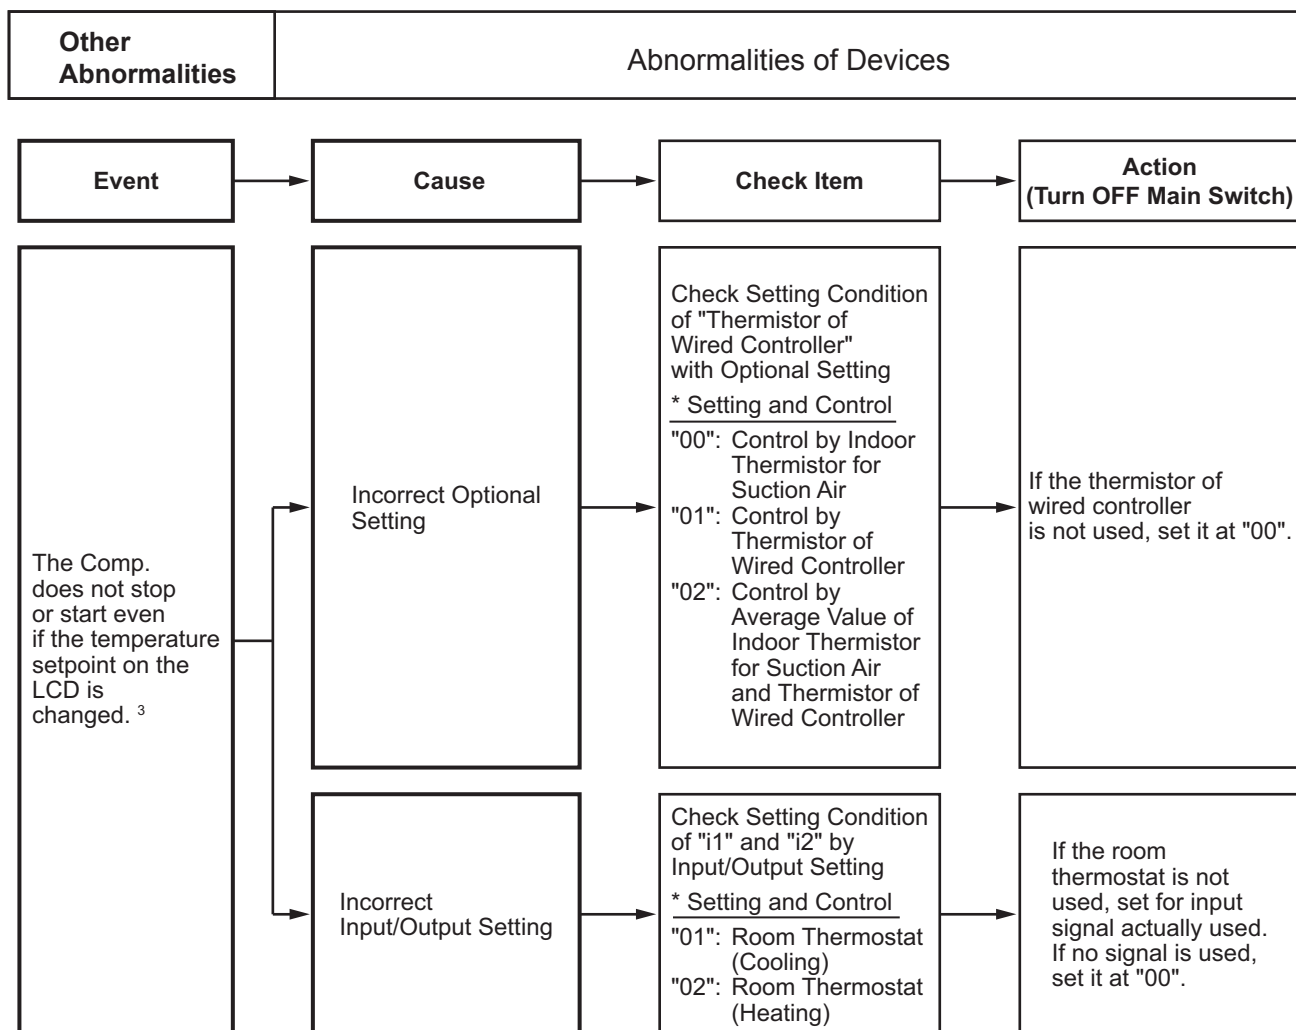 Other
Abnormalities
Abnormalities of Devices
Event
Cause
Check Item
Action
(Turn OFF Main Switch)
The Comp.
does not stop
or start even
if the temperature
setpoint on the
LCD is
changed. ³
Incorrect Optional
Setting
Check Setting Condition
of "Thermistor of
Wired Controller"
with Optional Setting
* Setting and Control
"00": Control by Indoor
Thermistor for
Suction Air
"01": Control by
Thermistor of
Wired Controller
"02": Control by
Average Value of
Indoor Thermistor
for Suction Air
and Thermistor of
Wired Controller
If the thermistor of
wired controller
is not used, set it at "00".
Incorrect
Input/Output Setting
Check Setting Condition
of "i1" and "i2" by
Input/Output Setting
* Setting and Control
"01": Room Thermostat
(Cooling)
"02": Room Thermostat
(Heating)
If the room
thermostat is not
used, set for input
signal actually used.
If no signal is used,
set it at "00".